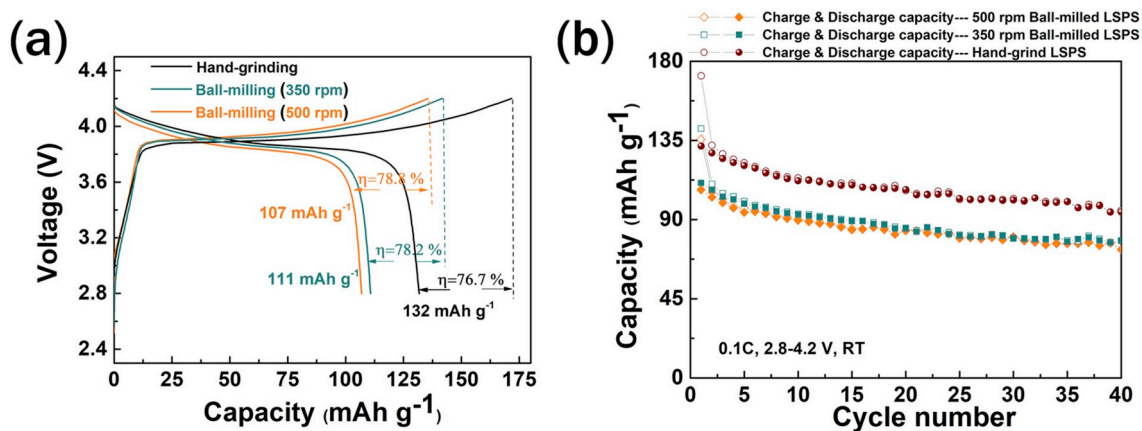 (a)
4.4
4.0
3.6
3.2
2.8
2.4
Voltage (V)
Hand-grinding
Ball-milling (350 rpm)
Ball-milling (500 rpm)
η=78.8 %
107 mAh g-1
η=78.2 %
111 mAh g-1
η=76.7 %
132 mAh g-1
0 25 50 75 100 125 150 175
Capacity (mAh g-1)
(b)
Charge & Discharge capacity--- 500 rpm Ball-milled LSPS
Charge & Discharge capacity--- 350 rpm Ball-milled LSPS
Charge & Discharge capacity--- Hand-grind LSPS
180
135
90
45
0
Capacity (mAh g-1)
0.1C, 2.8-4.2 V, RT
0 5 10 15 20 25 30 35 40
Cycle number